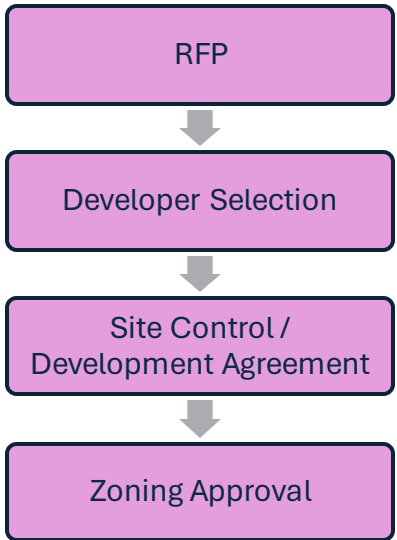 RFP
Developer Selection
Site Control /
Development Agreement
Zoning Approval